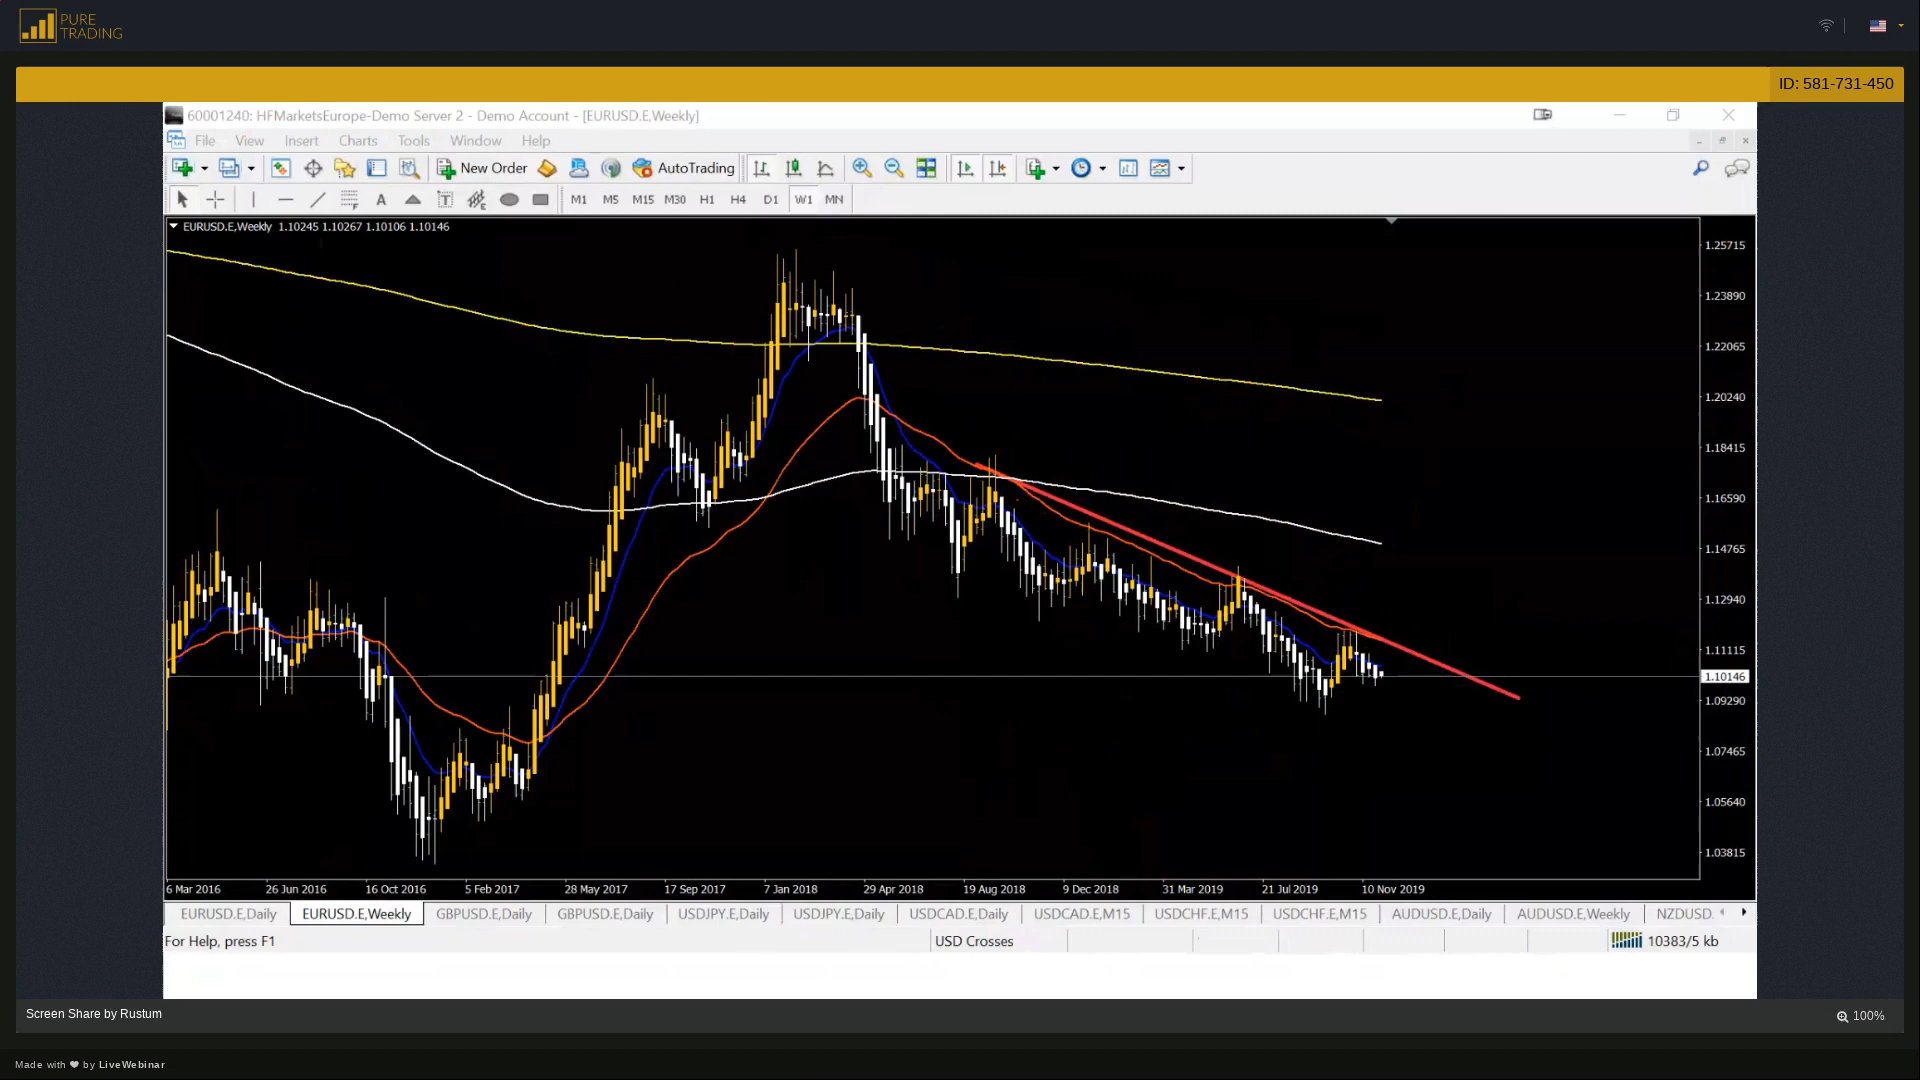 PURE
TRADING
ID: 581-731-450
60001240: HFMarketsEurope-Demo Server 2 - Demo Account - [EURUSD.E,Weekly]
File View Insert Charts Tools Window Help
New Order AutoTrading
A T F E M1 M5 M15 M30 H1 H4 D1 W1 MN
EURUSD.E,Weekly 1.10245 1.10267 1.10106 1.10146
1.25715
1.23890
1.22065
1.20240
1.18415
1.16590
1.14765
1.12940
1.11115
1.10146
1.09290
1.07465
1.05640
1.03815
6 Mar 2016 26 Jun 2016 16 Oct 2016 5 Feb 2017 28 May 2017 17 Sep 2017 7 Jan 2018 29 Apr 2018 19 Aug 2018 9 Dec 2018 31 Mar 2019 21 Jul 2019 10 Nov 2019
EURUSD.E,Daily EURUSD.E,Weekly GBPUSD.E,Daily GBPUSD.E,Daily USDJPY.E,Daily USDJPY.E,Daily USDCAD.E,Daily USDCAD.E,M15 USDCHF.E,M15 USDCHF.E,M15 AUDUSD.E,Daily AUDUSD.E,Weekly NZDUSD.
For Help, press F1 USD Crosses 10383/5 kb
Screen Share by Rustum 100%
Made with ❤ by LiveWebinar